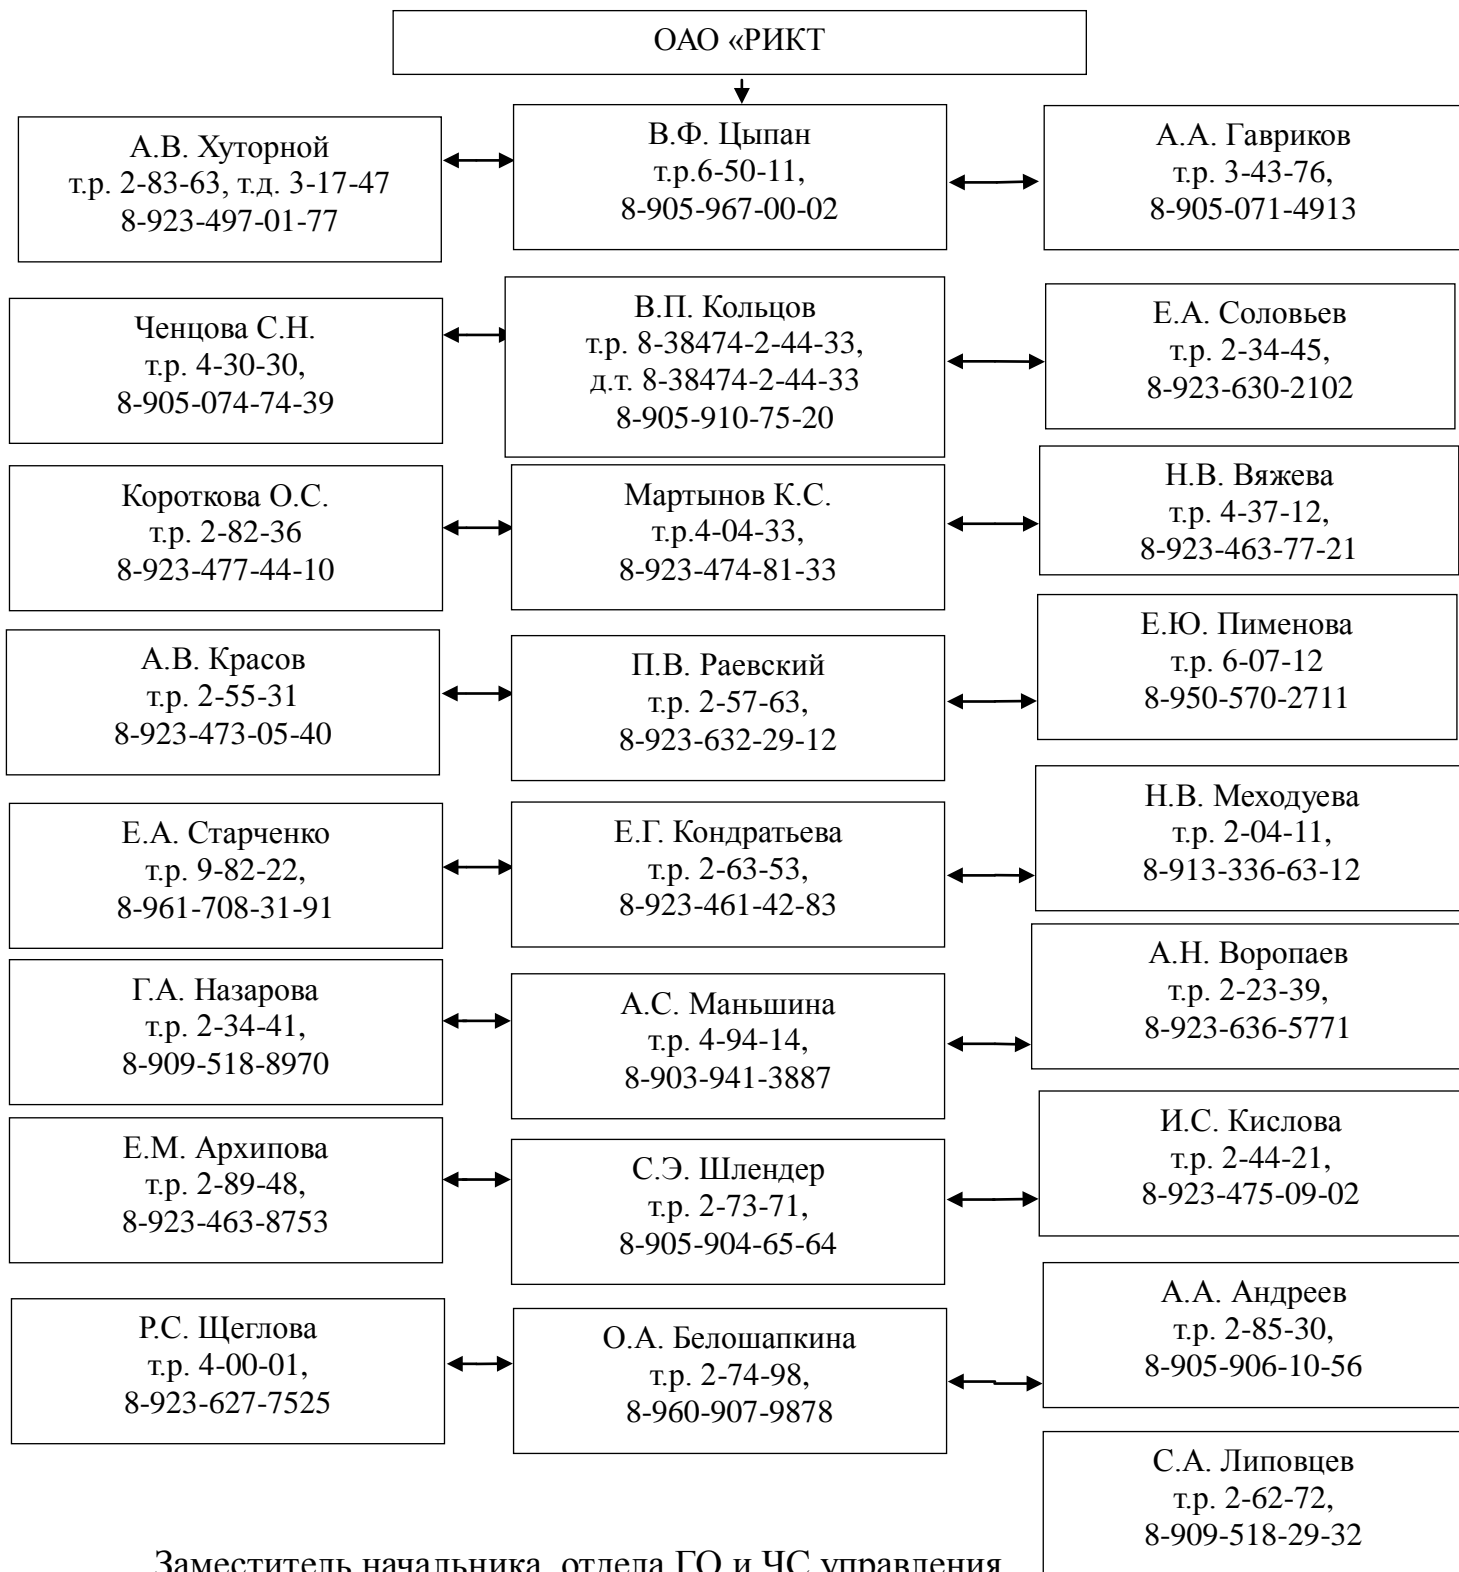 ОАО «РИКТ
А.В. Хуторной
т.р. 2-83-63, т.д. 3-17-47
8-923-497-01-77
В.Ф. Цыпан
т.р.6-50-11,
8-905-967-00-02
А.А. Гавриков
т.р. 3-43-76,
8-905-071-4913
Ченцова С.Н.
т.р. 4-30-30,
8-905-074-74-39
В.П. Кольцов
т.р. 8-38474-2-44-33,
д.т. 8-38474-2-44-33
8-905-910-75-20
Е.А. Соловьев
т.р. 2-34-45,
8-923-630-2102
Короткова О.С.
т.р. 2-82-36
8-923-477-44-10
Мартынов К.С.
т.р.4-04-33,
8-923-474-81-33
Н.В. Вяжева
т.р. 4-37-12,
8-923-463-77-21
А.В. Красов
т.р. 2-55-31
8-923-473-05-40
П.В. Раевский
т.р. 2-57-63,
8-923-632-29-12
Е.Ю. Пименова
т.р. 6-07-12
8-950-570-2711
Е.А. Старченко
т.р. 9-82-22,
8-961-708-31-91
Е.Г. Кондратьева
т.р. 2-63-53,
8-923-461-42-83
Н.В. Меходуева
т.р. 2-04-11,
8-913-336-63-12
Г.А. Назарова
т.р. 2-34-41,
8-909-518-8970
А.С. Маньшина
т.р. 4-94-14,
8-903-941-3887
А.Н. Воропаев
т.р. 2-23-39,
8-923-636-5771
Е.М. Архипова
т.р. 2-89-48,
8-923-463-8753
С.Э. Шлендер
т.р. 2-73-71,
8-905-904-65-64
И.С. Кислова
т.р. 2-44-21,
8-923-475-09-02
Р.С. Щеглова
т.р. 4-00-01,
8-923-627-7525
О.А. Белошапкина
т.р. 2-74-98,
8-960-907-9878
А.А. Андреев
т.р. 2-85-30,
8-905-906-10-56
С.А. Липовцев
т.р. 2-62-72,
8-909-518-29-32
Заместитель начальника отдела ГО и ЧС управления